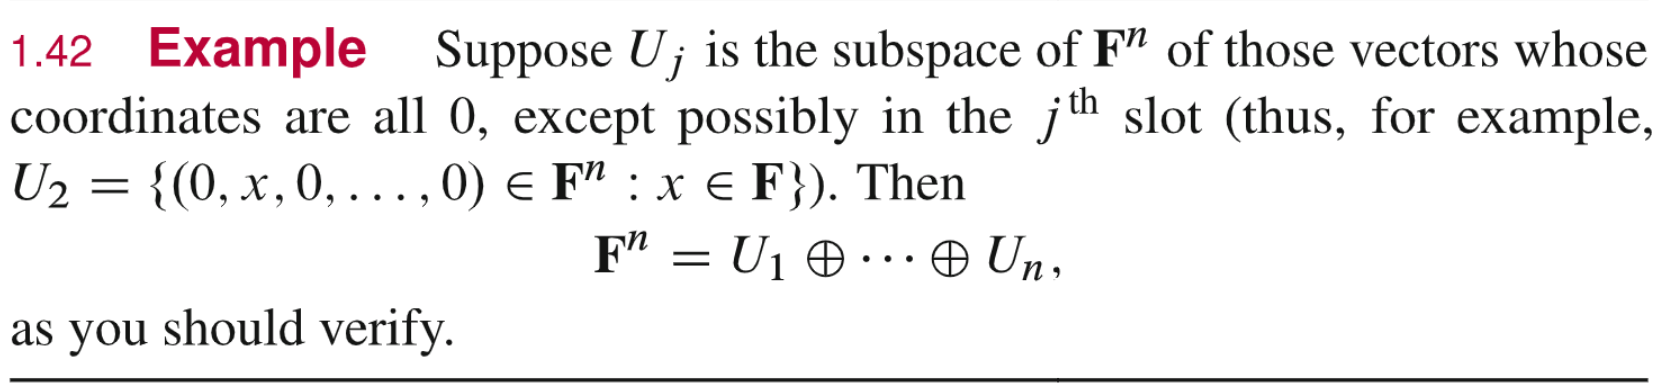 1.42 Example Suppose U_j is the subspace of F^n of those vectors whose
coordinates are all 0, except possibly in the j^th slot (thus, for example,
U_2 = {(0, x, 0, . . . , 0) ∈ F^n : x ∈ F}). Then
F^n = U_1 ⊕ · · · ⊕ U_n,
as you should verify.